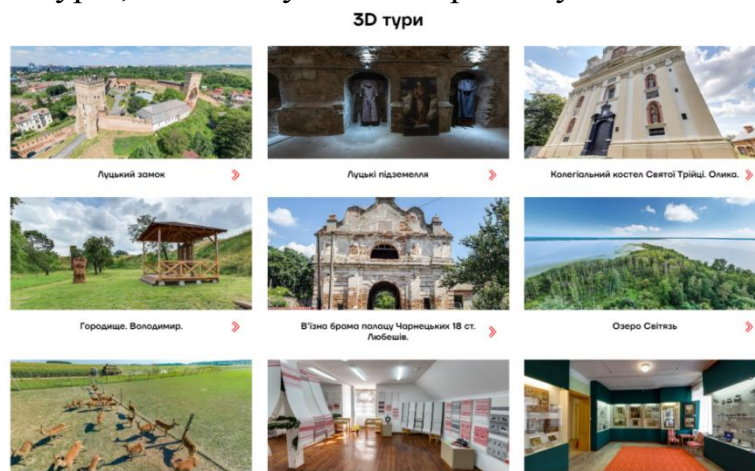 3D тури
Луцький замок
Луцькі підземелля
Колегіальний костел Святої Трійці. Олика.
Городище. Володимир.
В'їзна брама палацу Чарнецьких 18 ст.
Любешів.
Озеро Світязь